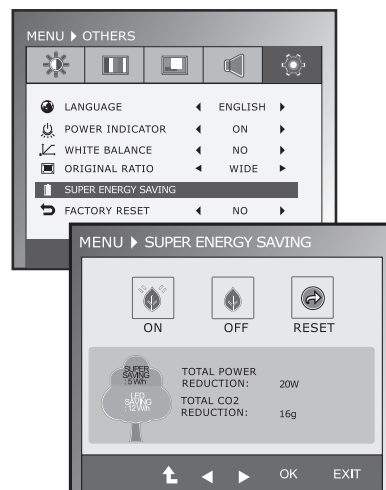 MENU ▶ OTHERS
LANGUAGE ◀ ENGLISH ▶
POWER INDICATOR ◀ ON ▶
WHITE BALANCE ◀ NO ▶
ORIGINAL RATIO ◀ WIDE ▶
SUPER ENERGY SAVING
FACTORY RESET ◀ NO ▶
MENU ▶ SUPER ENERGY SAVING
ON OFF RESET
SUPER
SAVING
: 5 W/h
LED
SAVING
: 12 W/h
TOTAL POWER
REDUCTION: 20W
TOTAL CO2
REDUCTION: 16g
OK EXIT